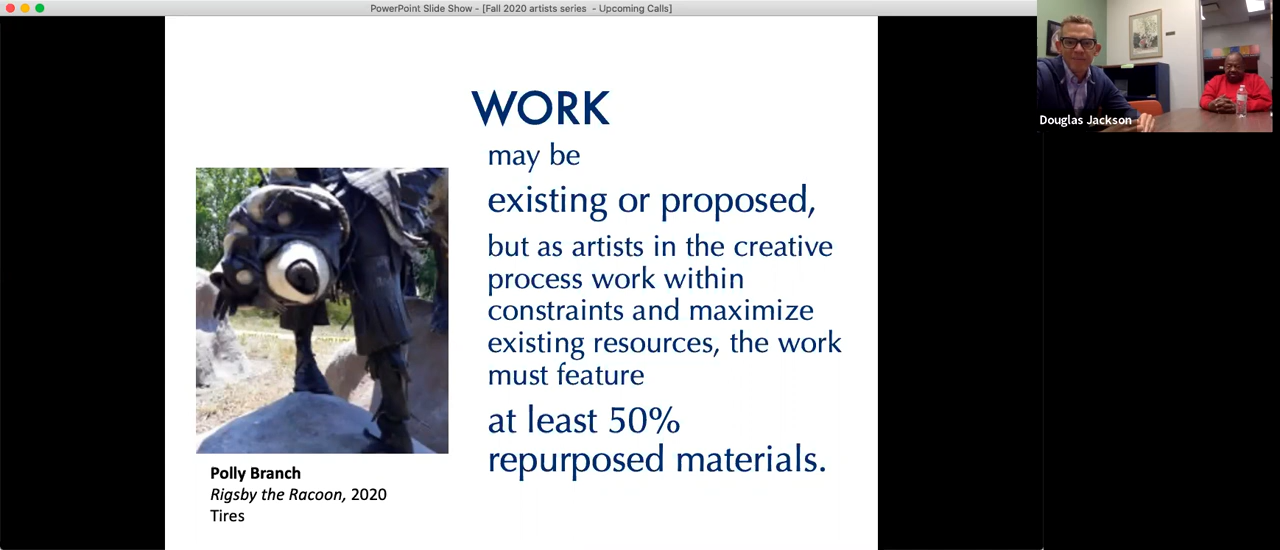 PowerPoint Slide Show - [Fall 2020 artists series  - Upcoming Calls]
WORK
may be
existing or proposed,
but as artists in the creative
process work within
constraints and maximize
existing resources, the work
must feature
at least 50%
repurposed materials.
Polly Branch
Rigsby the Racoon, 2020
Tires
Douglas Jackson